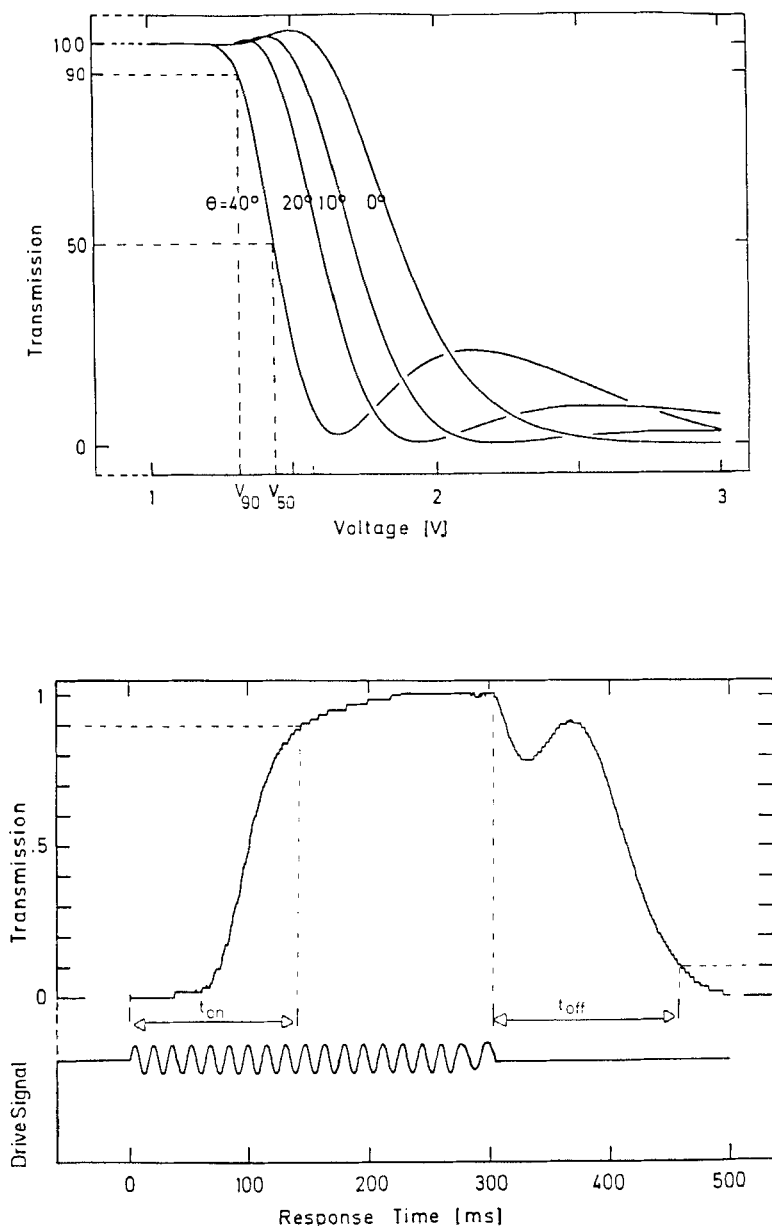 100
90
50
0
Transmission
θ=40° 20° 10° 0°
1 V90 V50 2 3
Voltage [V]
1
.5
0
Transmission
ton
toff
Drive Signal
0 100 200 300 400 500
Response Time [ms]